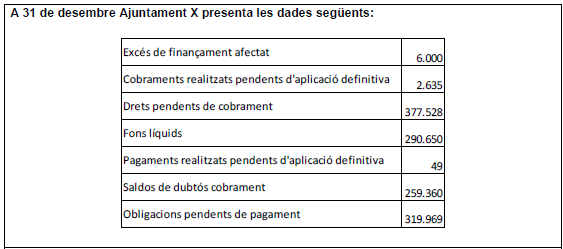 A 31 de desembre Ajuntament X presenta les dades següents:
Excés de finançament afectat 6.000
Cobraments realitzats pendents d'aplicació definitiva 2.635
Drets pendents de cobrament 377.528
Fons líquids 290.650
Pagaments realitzats pendents d'aplicació definitiva 49
Saldos de dubtós cobrament 259.360
Obligacions pendents de pagament 319.969